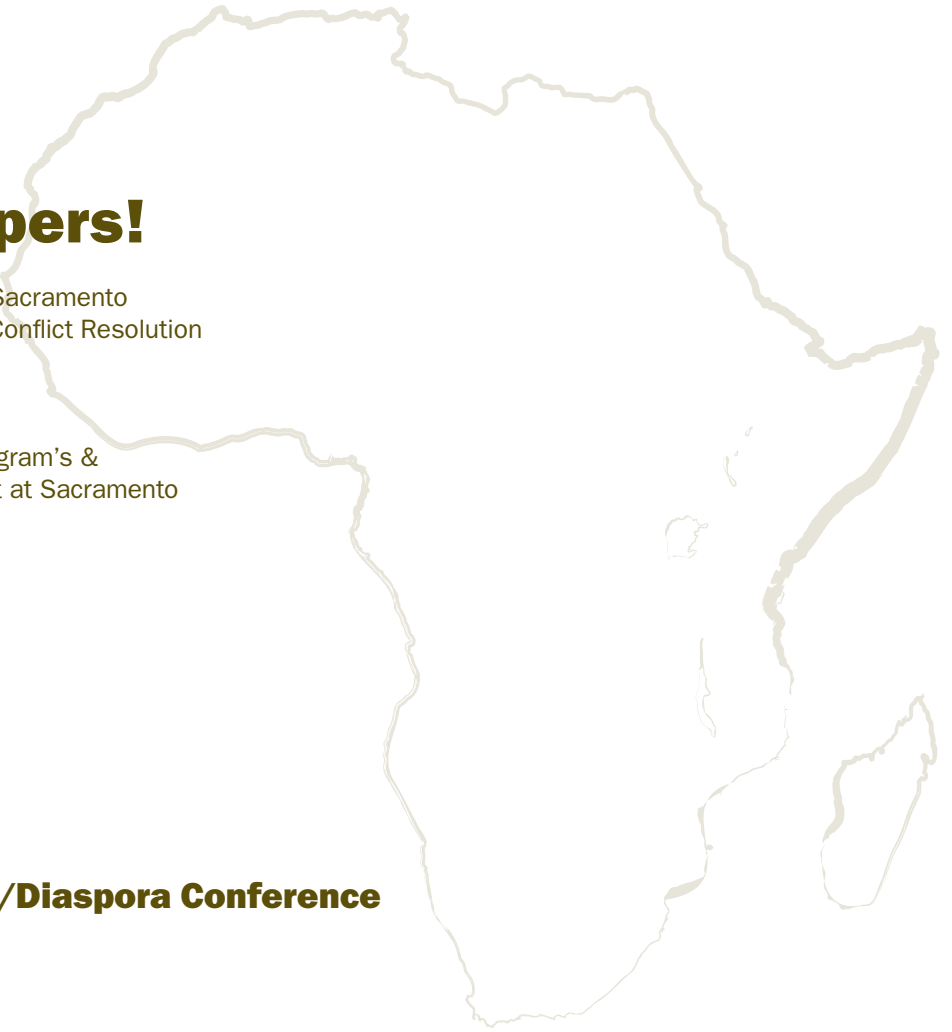 pers!
Sacramento
Conflict Resolution
gram's &
t at Sacramento
/Diaspora Conference